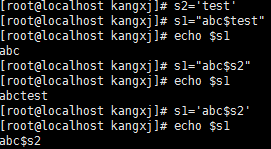 [root@localhost kangxj]# s2='test'
[root@localhost kangxj]# s1="abc$test"
[root@localhost kangxj]# echo $s1
abc
[root@localhost kangxj]# s1="abc$s2"
[root@localhost kangxj]# echo $s1
abctest
[root@localhost kangxj]# s1='abc$s2'
[root@localhost kangxj]# echo $s1
abc$s2